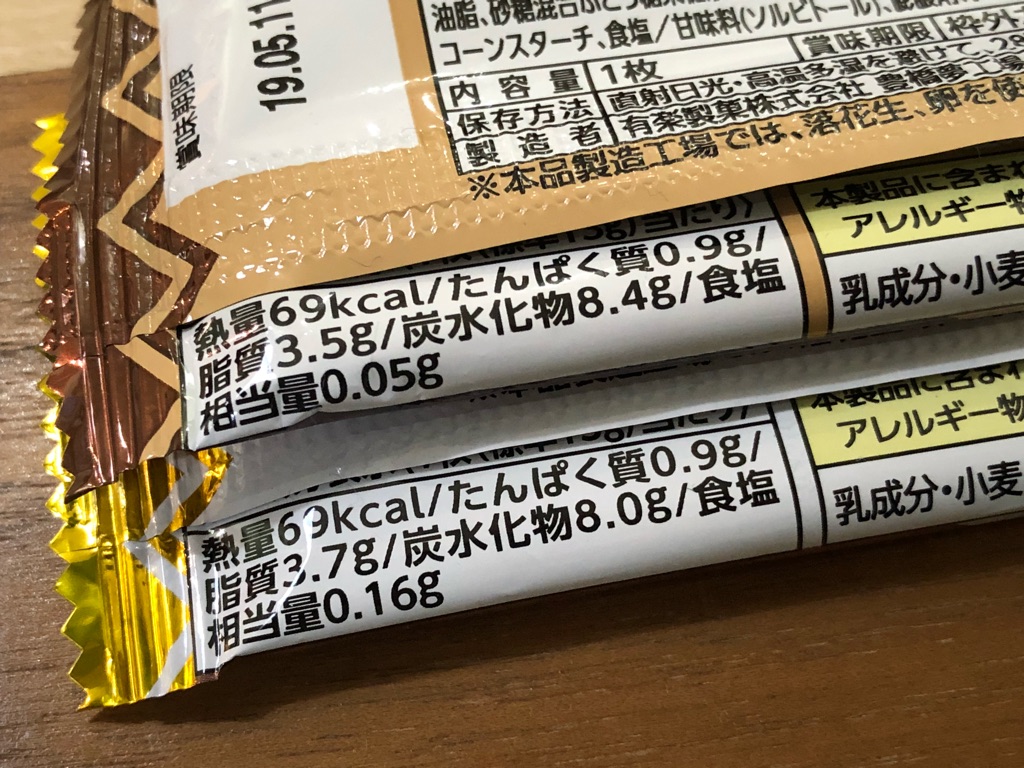 賞味期限
19.05.11
油脂、砂糖混合ぶどう糖果糖
コーンスターチ、食塩/甘味料(ソルビトール)、
内容量 1枚 賞味期限 枠外
保存方法 直射日光・高温多湿を避けて、28
製造者 有楽製菓株式会社 豊橋夢工場
※本品製造工場では、落花生、卵を使
当たり〉
本製品に含まれ
アレルギー物
熱量69kcal/たんぱく質0.9g/
脂質3.5g/炭水化物8.4g/食塩
相当量0.05g
乳成分・小麦
当たり〉
本製品に含まれ
アレルギー物
熱量69kcal/たんぱく質0.9g/
脂質3.7g/炭水化物8.0g/食塩
相当量0.16g
乳成分・小麦